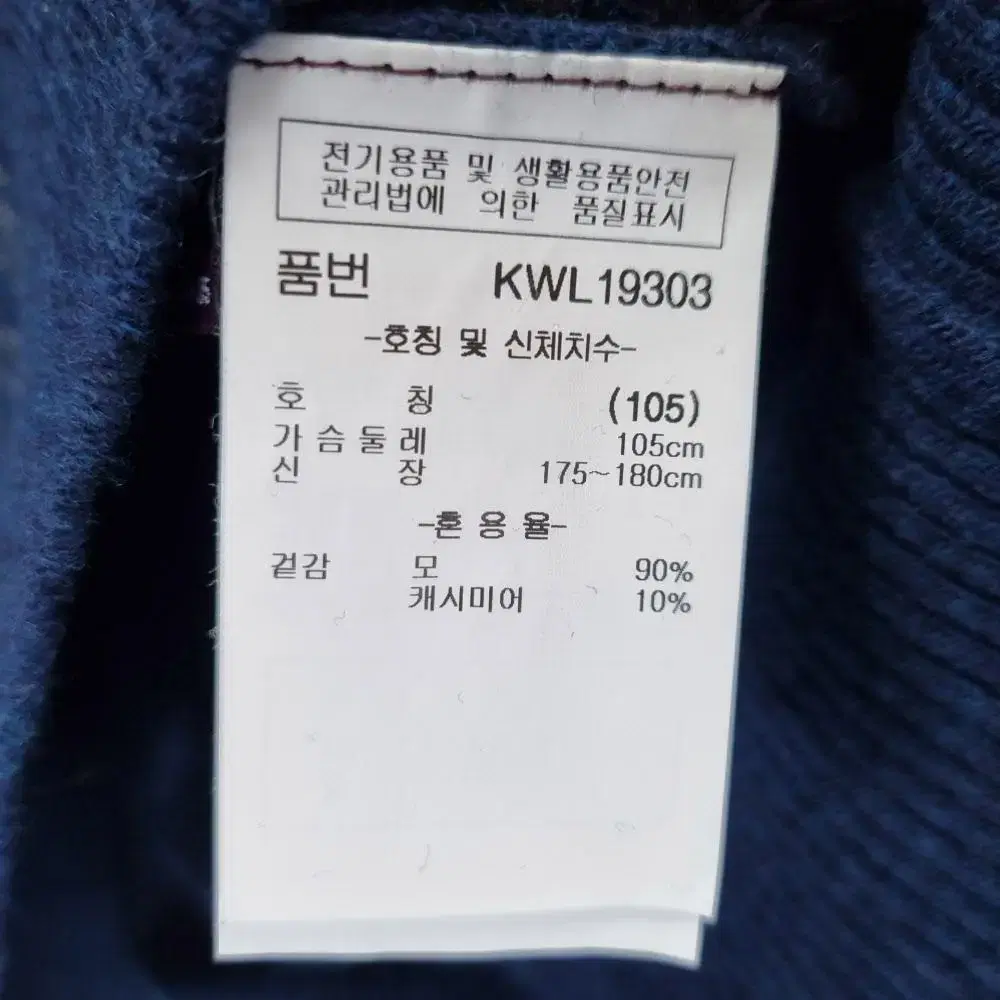 전기용품 및 생활용품안전
관리법에 의한 품질표시
품번 KWL19303
-호칭 및 신체치수-
호 칭 (105)
가 슴 둘 레 105cm
신 장 175~180cm
-혼 용 율-
겉감 모 90%
캐시미어 10%